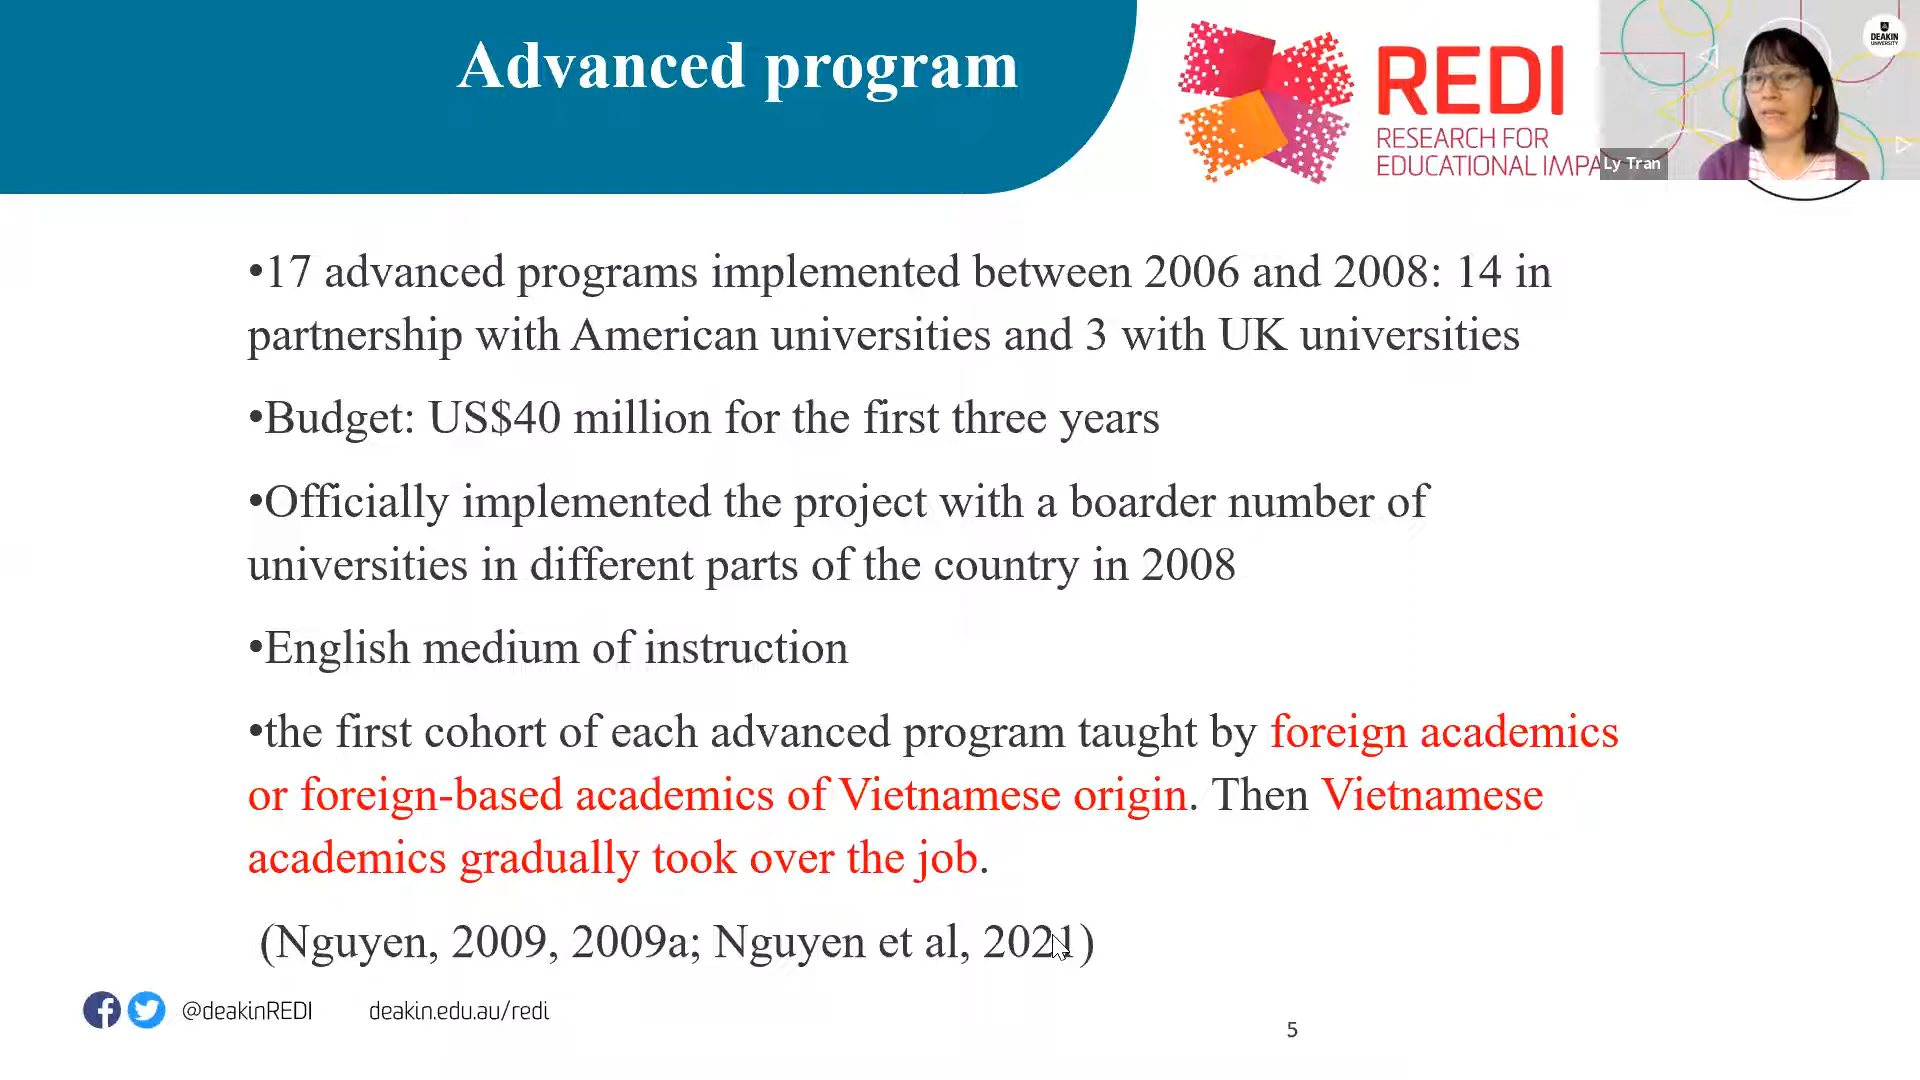 Advanced program
REDI
RESEARCH FOR
EDUCATIONAL IMPA
DEAKIN
UNIVERSITY
Ly Tran
•17 advanced programs implemented between 2006 and 2008: 14 in
partnership with American universities and 3 with UK universities
•Budget: US$40 million for the first three years
•Officially implemented the project with a boarder number of
universities in different parts of the country in 2008
•English medium of instruction
•the first cohort of each advanced program taught by foreign academics
or foreign-based academics of Vietnamese origin. Then Vietnamese
academics gradually took over the job.
(Nguyen, 2009, 2009a; Nguyen et al, 2021)
@deakinREDI deakin.edu.au/redi
5